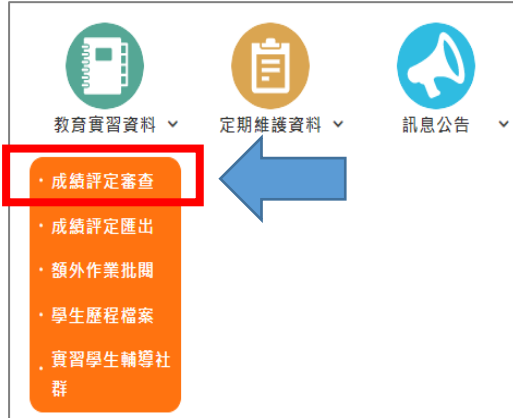 教育實習資料
定期維護資料
訊息公告
· 成績評定審查
· 成績評定匯出
· 額外作業批閱
· 學生歷程檔案
· 實習學生輔導社
群